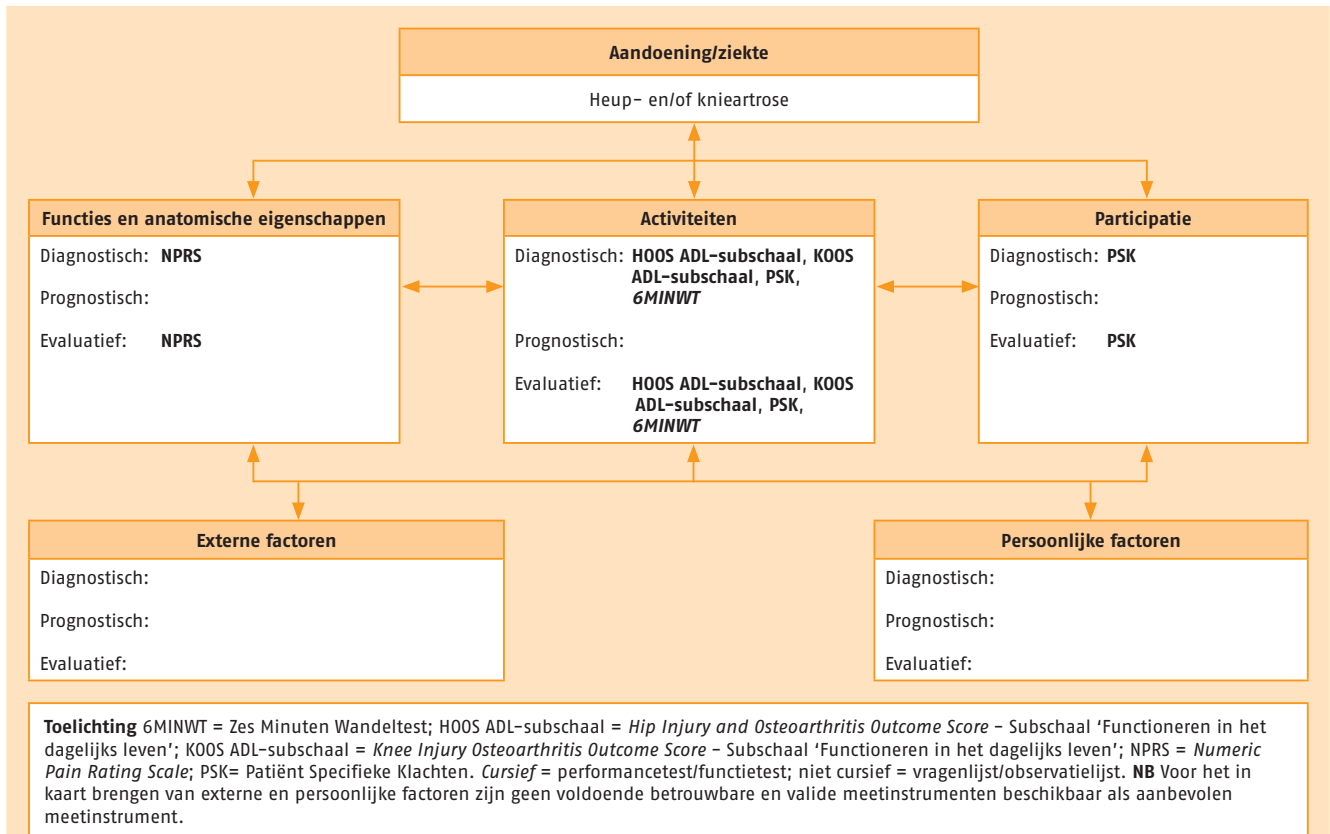 Aandoening/ziekte
Heup- en/of knieartrose
Functies en anatomische eigenschappen
Diagnostisch: NPRS
Prognostisch:
Evaluatief: NPRS
Activiteiten
Diagnostisch: HOOS ADL-subschaal, KOOS
ADL-subschaal, PSK,
6MINWT
Prognostisch:
Evaluatief: HOOS ADL-subschaal, KOOS
ADL-subschaal, PSK,
6MINWT
Participatie
Diagnostisch: PSK
Prognostisch:
Evaluatief: PSK
Externe factoren
Diagnostisch:
Prognostisch:
Evaluatief:
Persoonlijke factoren
Diagnostisch:
Prognostisch:
Evaluatief:
Toelichting 6MINWT = Zes Minuten Wandeltest; HOOS ADL-subschaal = Hip Injury and Osteoarthritis Outcome Score - Subschaal 'Functioneren in het
dagelijks leven'; KOOS ADL-subschaal = Knee Injury Osteoarthritis Outcome Score - Subschaal 'Functioneren in het dagelijks leven'; NPRS = Numeric
Pain Rating Scale; PSK= Patiënt Specifieke Klachten. Cursief = performancetest/functietest; niet cursief = vragenlijst/observatielijst. NB Voor het in
kaart brengen van externe en persoonlijke factoren zijn geen voldoende betrouwbare en valide meetinstrumenten beschikbaar als aanbevolen
meetinstrument.